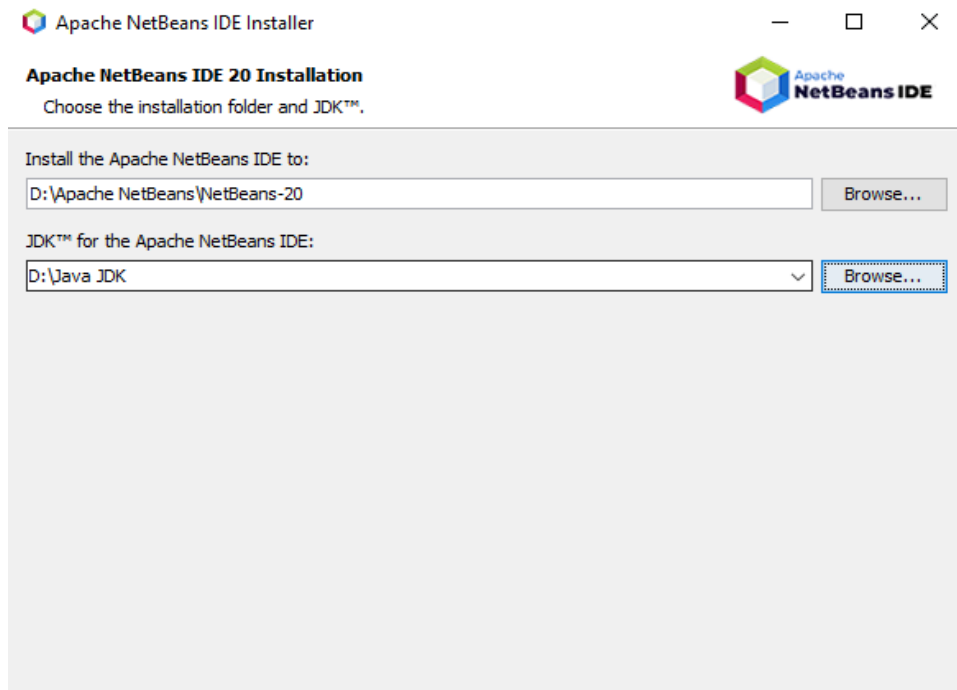 Apache NetBeans IDE Installer
Apache NetBeans IDE 20 Installation
Choose the installation folder and JDK™.
Apache
NetBeans IDE
Install the Apache NetBeans IDE to:
D:\Apache NetBeans\NetBeans-20
Browse...
JDK™ for the Apache NetBeans IDE:
D:\Java JDK
Browse...